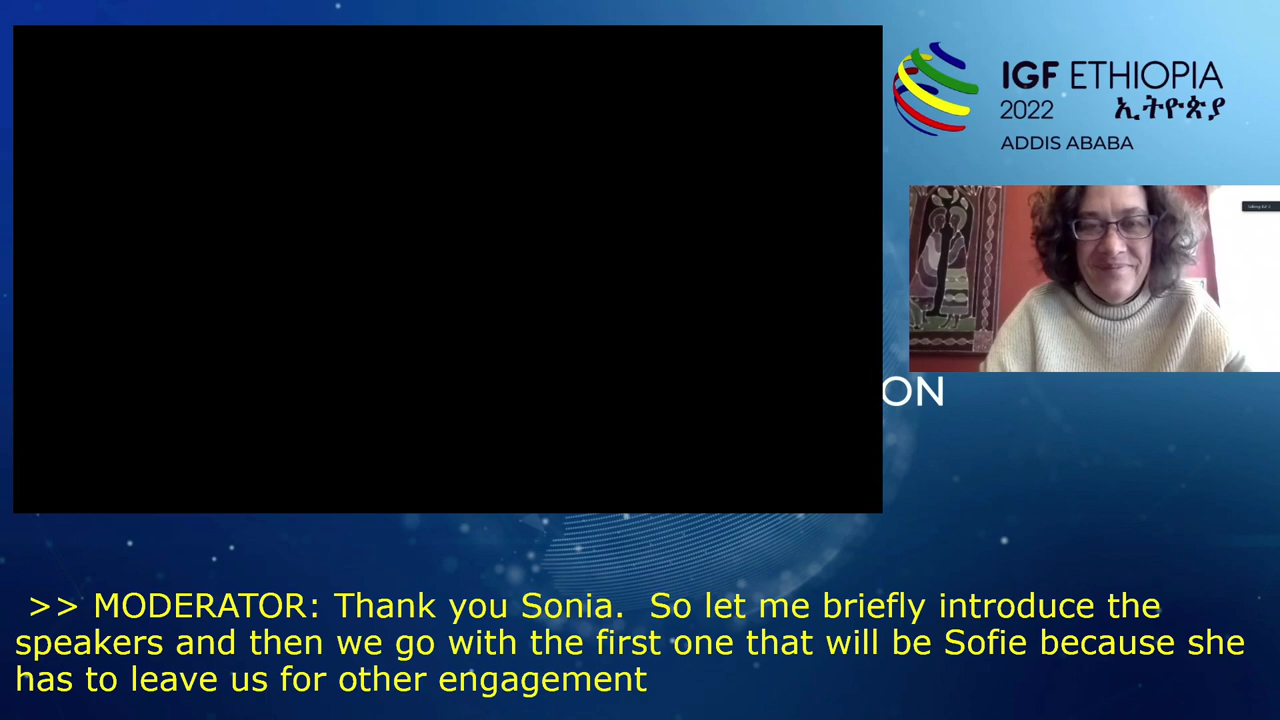 IGF ETHIOPIA
2022 ኢትዮጵያ
ADDIS ABABA
ON
>> MODERATOR: Thank you Sonia. So let me briefly introduce the
speakers and then we go with the first one that will be Sofie because she
has to leave us for other engagement